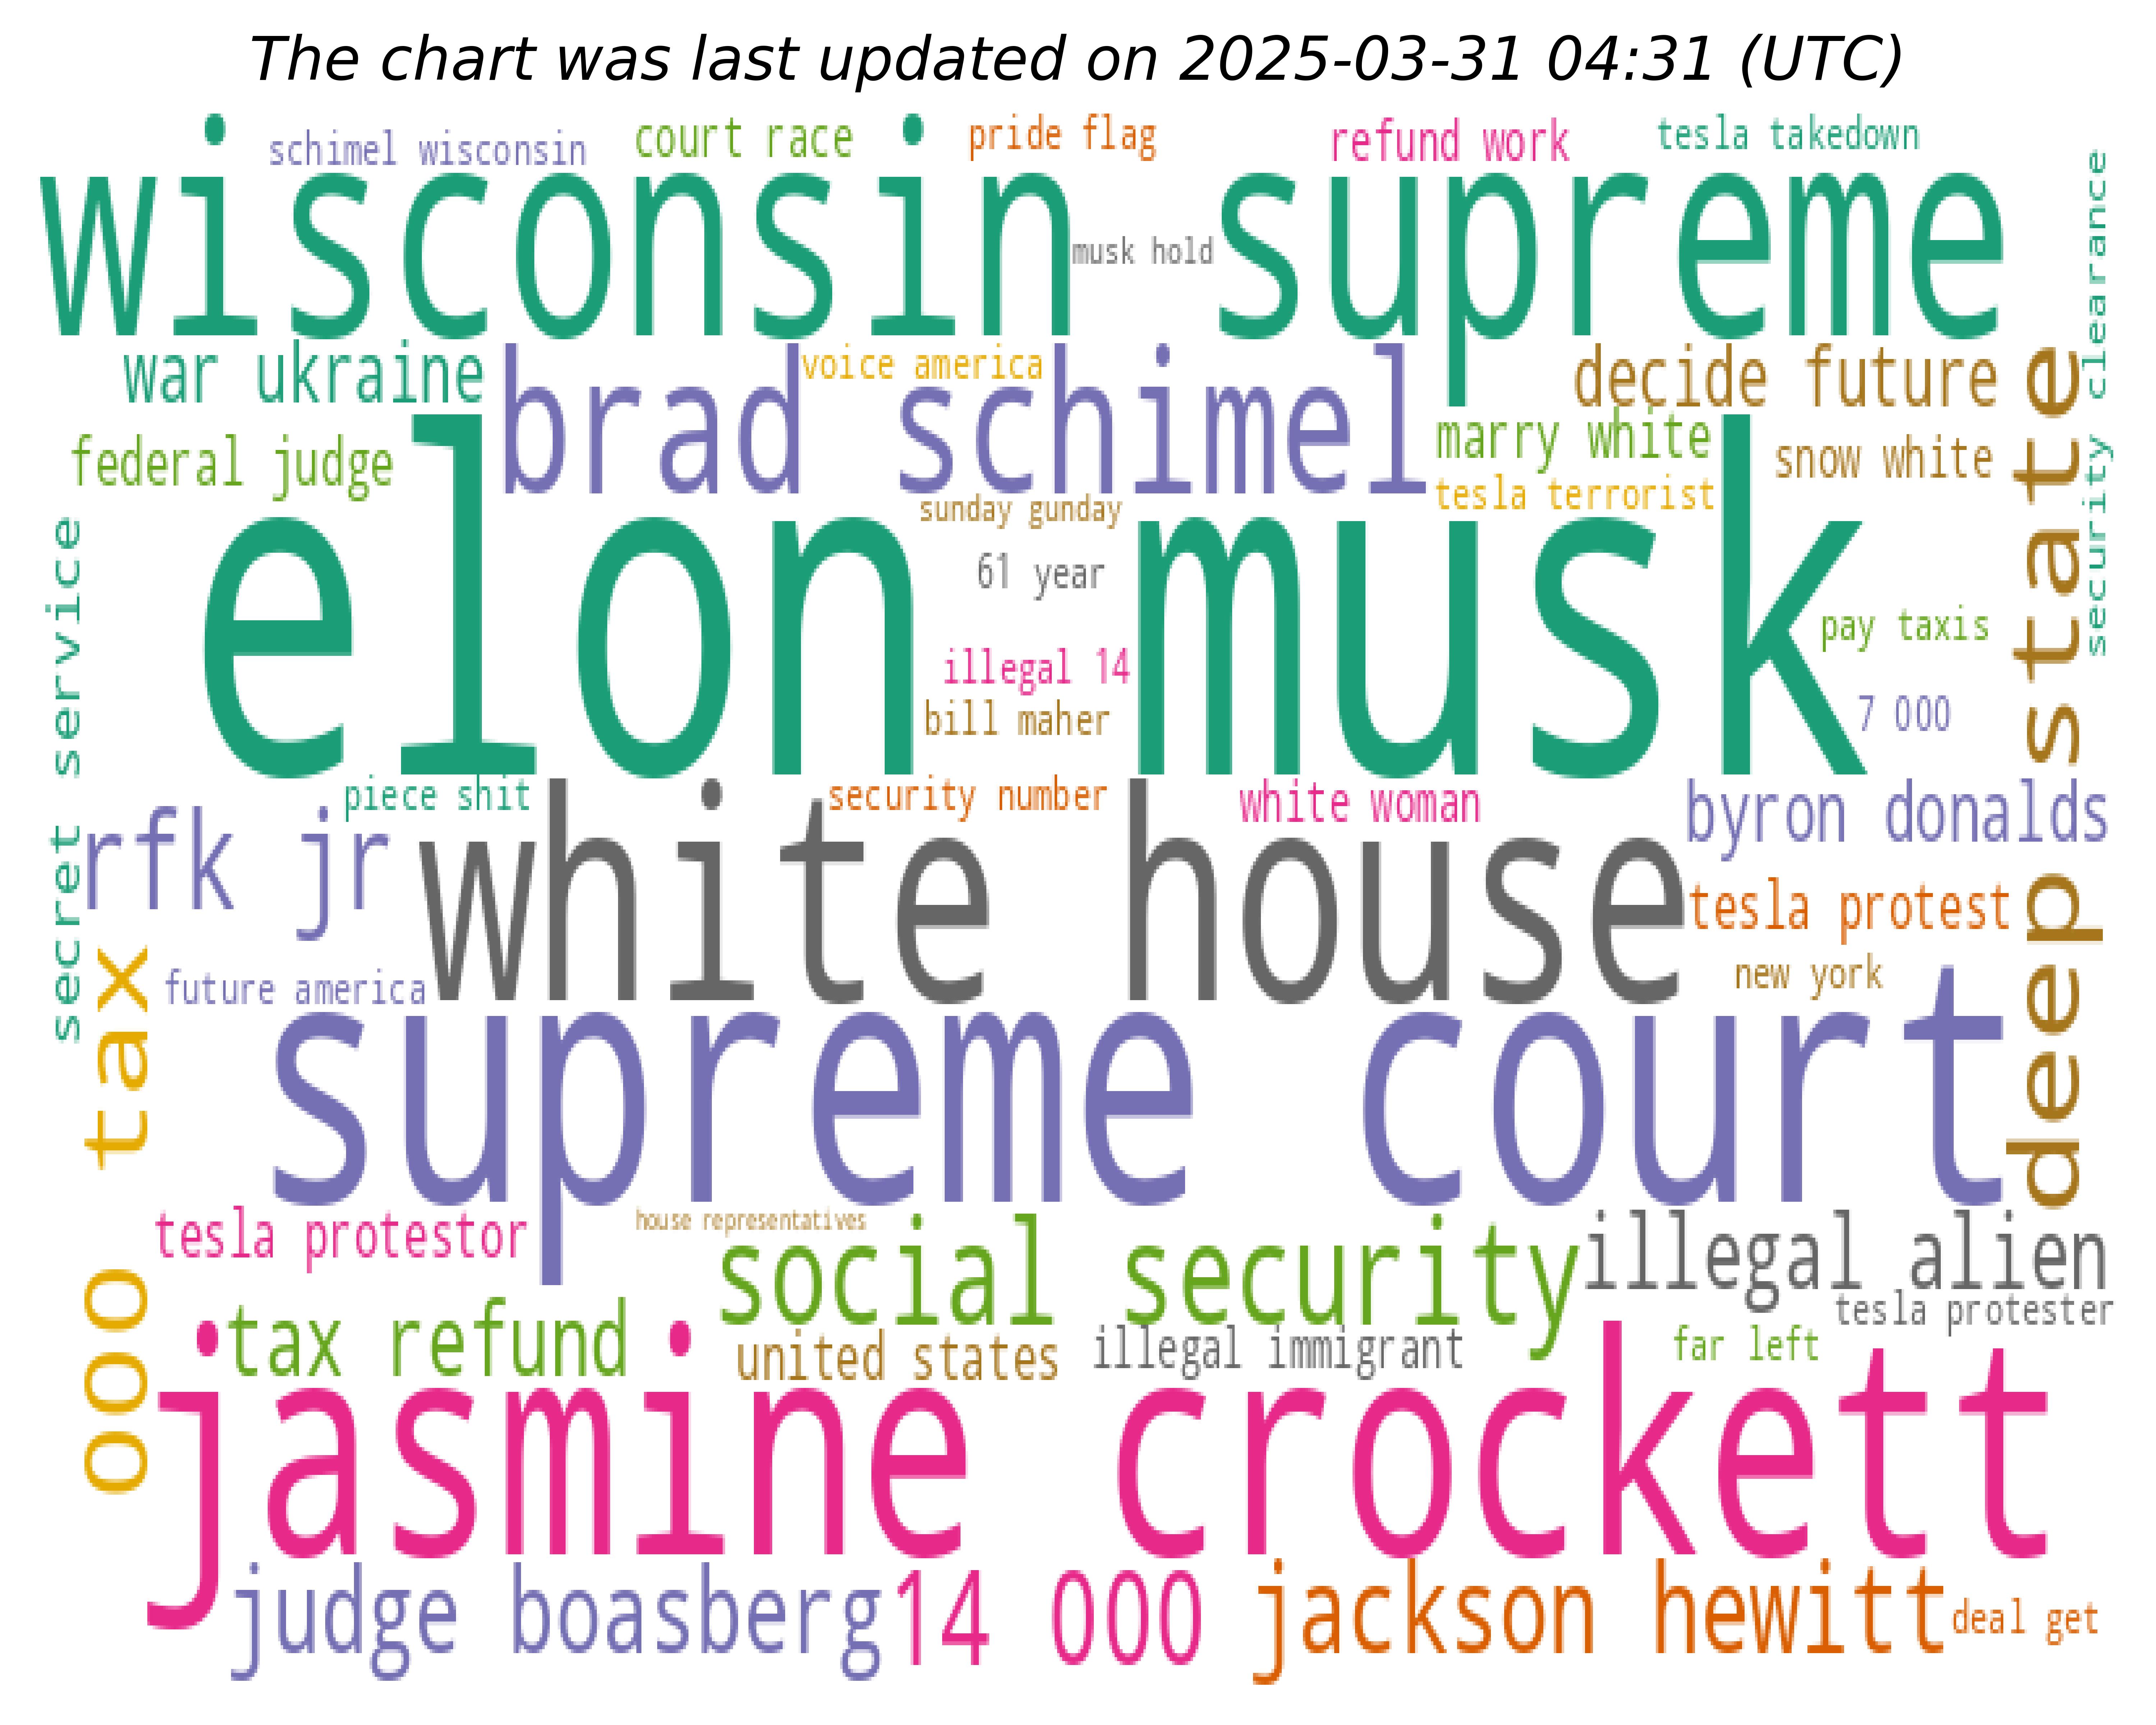 The chart was last updated on 2025-03-31 04:31 (UTC)
schimel wisconsin
court race
pride flag
refund work
tesla takedown
wisconsin supreme
musk hold
security clearance
war ukraine
brad schimel
voice america
decide future
federal judge
marry white
snow white
tesla terrorist
sunday gunday
elon musk
61 year
pay taxis
illegal 14
bill maher
7 000
deep state
secret service
piece shit
security number
white woman
byron donalds
rfk jr
white house
tesla protest
future america
new york
supreme court
000 tax
tesla protestor
house representatives
social security
illegal alien
tesla protester
tax refund
united states
illegal immigrant
far left
jasmine crockett
judge boasberg
14 000
jackson hewitt
deal get